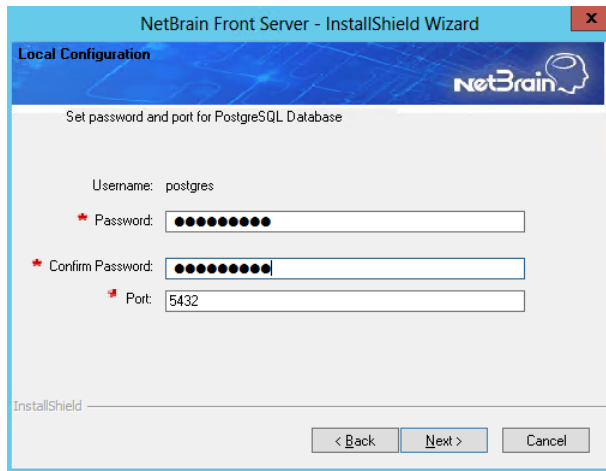 NetBrain Front Server - InstallShield Wizard
x
Local Configuration
NetBrain
Set password and port for PostgreSQL Database
Username: postgres
* Password: ●●●●●●●●●
* Confirm Password: ●●●●●●●●●
* Port: 5432
InstallShield
< Back Next > Cancel